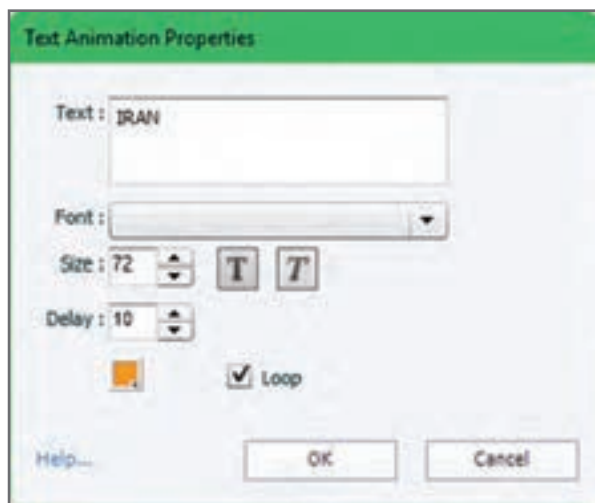 Text Animation Properties
Text : IRAN
Font :
Size : 72 T T
Delay : 10
Loop
Help... OK Cancel